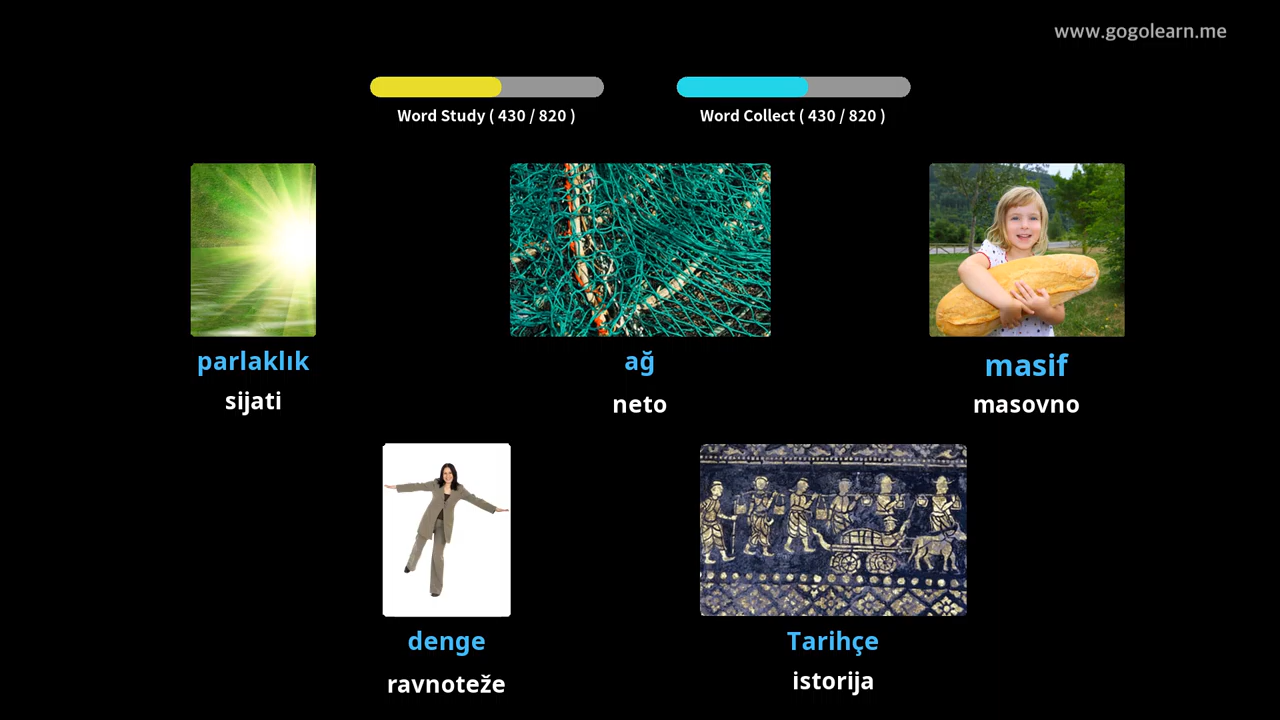 www.gogolearn.me
Word Study ( 430 / 820 )
Word Collect ( 430 / 820 )
parlaklık
sijati
ağ
neto
masif
masovno
denge
ravnoteže
Tarihçe
istorija